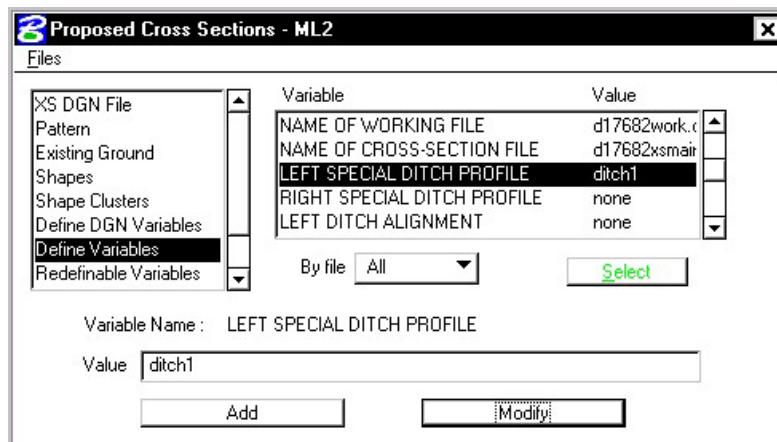 Proposed Cross Sections - ML2
Files
XS DGN File
Pattern
Existing Ground
Shapes
Shape Clusters
Define DGN Variables
Define Variables
Redefinable Variables
Variable Value
NAME OF WORKING FILE d17682work.
NAME OF CROSS-SECTION FILE d17682xsmair
LEFT SPECIAL DITCH PROFILE ditch1
RIGHT SPECIAL DITCH PROFILE none
LEFT DITCH ALIGNMENT none
By file All Select
Variable Name : LEFT SPECIAL DITCH PROFILE
Value ditch1
Add Modify